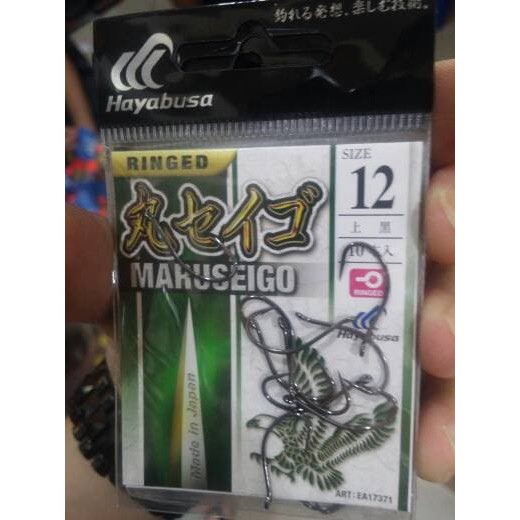 釣れる発想、楽しむ技術。
Hayabusa
RINGED
丸セイゴ
MARUSEIGO
SIZE
12
上黒
10本入
RINGED
Hayabusa
Made in Japan
ART: EA17371